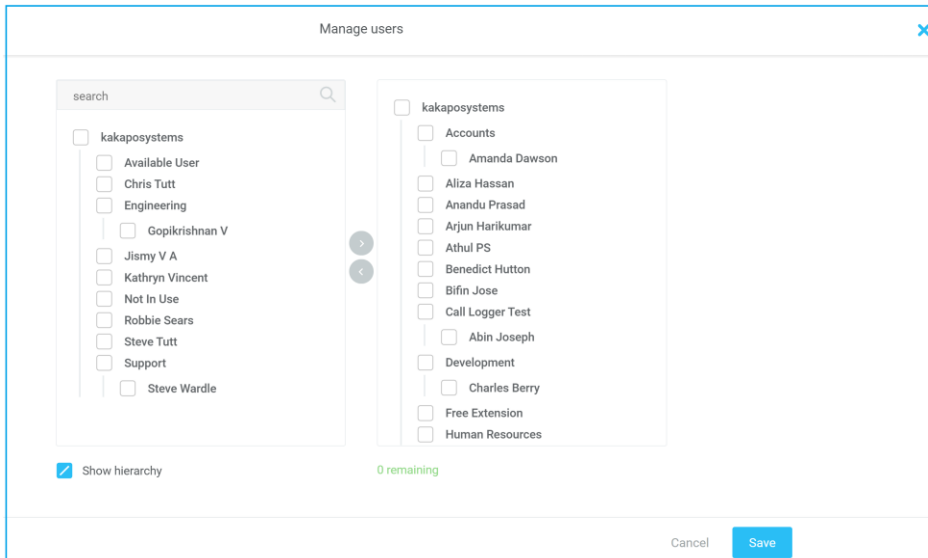 Manage users
search
kakaposystems
Available User
Chris Tutt
Engineering
Gopikrishnan V
Jismy V A
Kathryn Vincent
Not In Use
Robbie Sears
Steve Tutt
Support
Steve Wardle
Show hierarchy
kakaposystems
Accounts
Amanda Dawson
Aliza Hassan
Anandu Prasad
Arjun Harikumar
Athul PS
Benedict Hutton
Bifin Jose
Call Logger Test
Abin Joseph
Development
Charles Berry
Free Extension
Human Resources
0 remaining
Cancel
Save